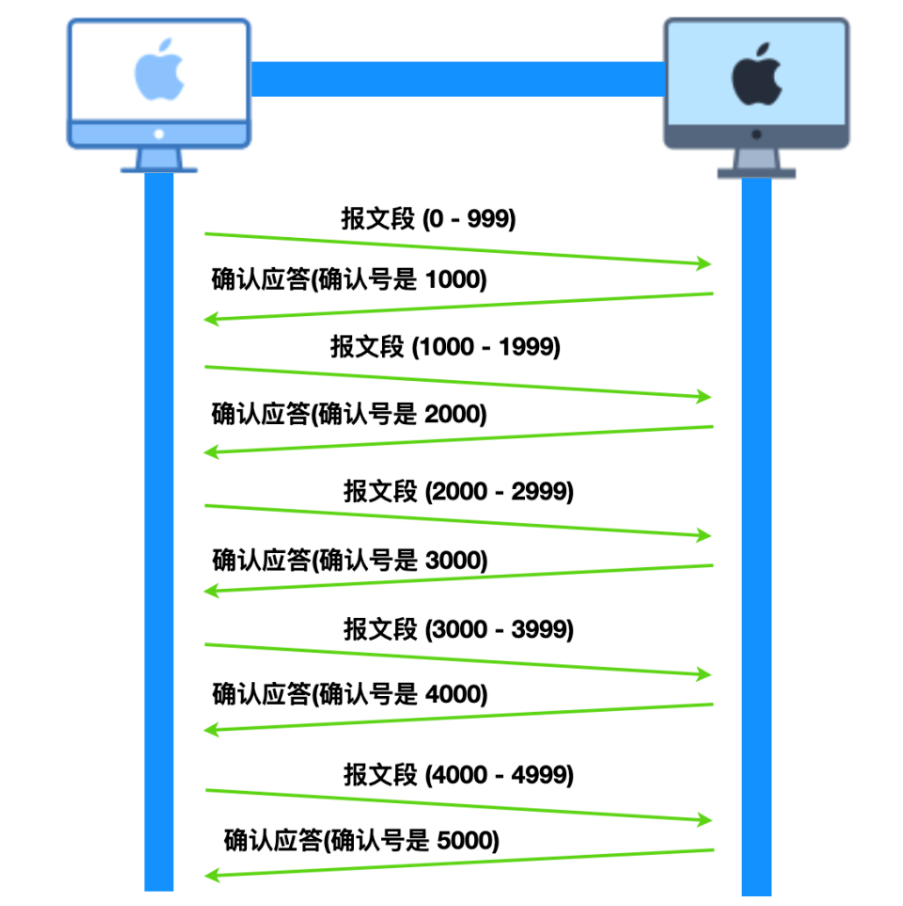 报文段 (0 - 999)
确认应答(确认号是 1000)
报文段 (1000 - 1999)
确认应答(确认号是 2000)
报文段 (2000 - 2999)
确认应答(确认号是 3000)
报文段 (3000 - 3999)
确认应答(确认号是 4000)
报文段 (4000 - 4999)
确认应答(确认号是 5000)